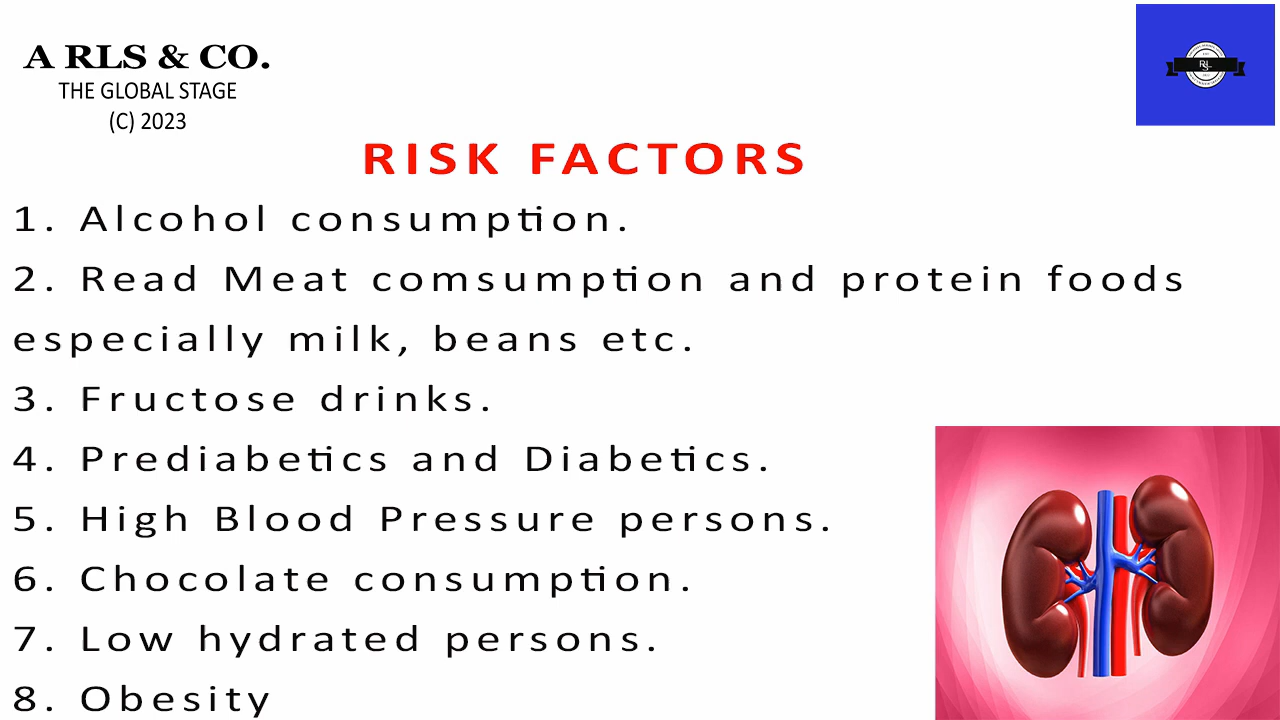 A RLS & CO.
THE GLOBAL STAGE
(C) 2023
RISK FACTORS
1. Alcohol consumption.
2. Read Meat comsumption and protein foods
especially milk, beans etc.
3. Fructose drinks.
4. Prediabetics and Diabetics.
5. High Blood Pressure persons.
6. Chocolate consumption.
7. Low hydrated persons.
8. Obesity